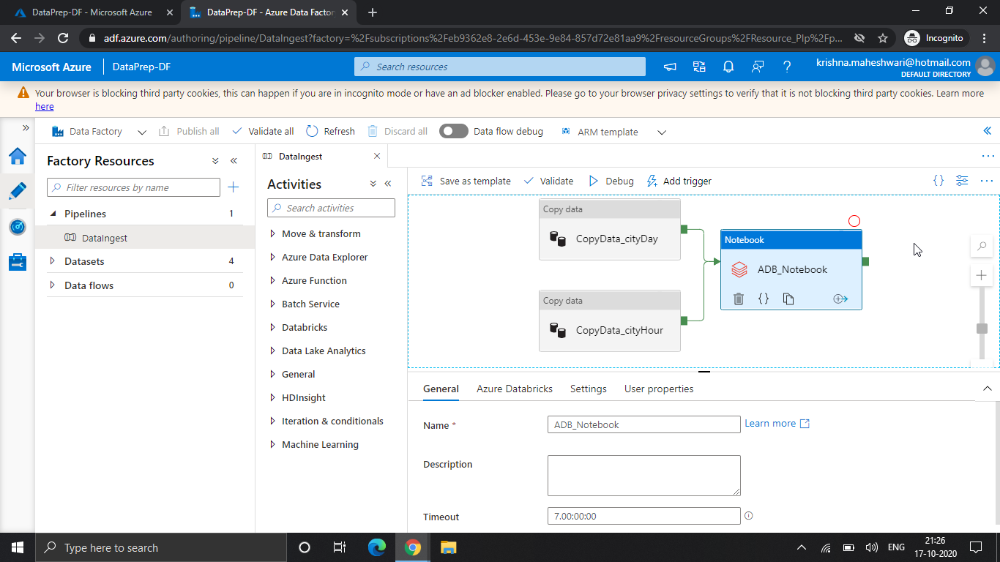 DataPrep-DF - Microsoft Azure
DataPrep-DF - Azure Data Factory
adf.azure.com/authoring/pipeline/DataIngest?factory=%2Fsubscriptions%2Feb9362e8-2e6d-453e-9e84-857d72e81aa9%2FresourceGroups%2FResource_Plp%2Fp...
Incognito
Microsoft Azure
DataPrep-DF
Search resources
krishna.maheshwari@hotmail.com
DEFAULT DIRECTORY
Your browser is blocking third party cookies, this can happen if you are in incognito mode or have an ad blocker enabled. Please go to your browser privacy settings to verify that it is not blocking third party cookies. Learn more
here
Data Factory
Publish all
Validate all
Refresh
Discard all
Data flow debug
ARM template
Factory Resources
Filter resources by name
Pipelines 1
DataIngest
Datasets 4
Data flows 0
DataIngest
Activities
Search activities
Move & transform
Azure Data Explorer
Azure Function
Batch Service
Databricks
Data Lake Analytics
General
HDInsight
Iteration & conditionals
Machine Learning
Save as template
Validate
Debug
Add trigger
Copy data
CopyData_cityDay
Copy data
CopyData_cityHour
Notebook
ADB_Notebook
General
Azure Databricks
Settings
User properties
Name *
ADB_Notebook
Learn more
Description
Timeout
7.00:00:00
Type here to search
ENG
21:26
17-10-2020